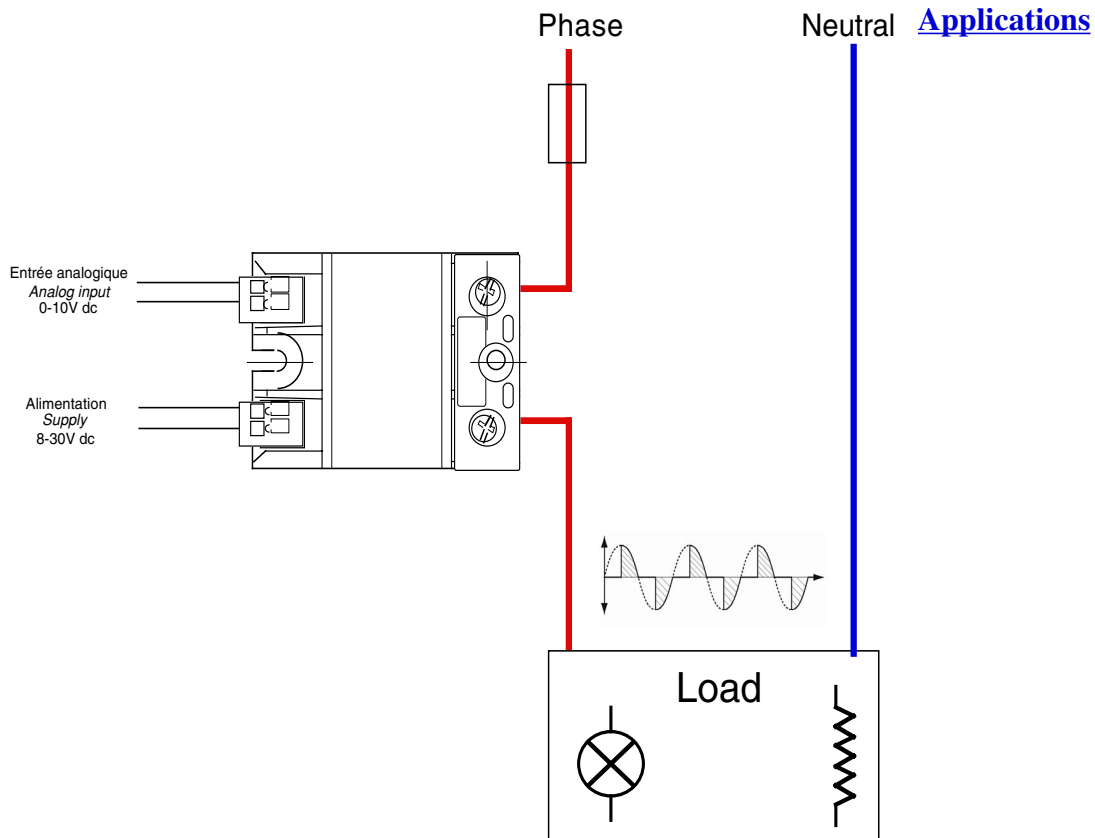 Phase
Neutral
Applications
Entrée analogique
Analog input
0-10V dc
Alimentation
Supply
8-30V dc
Load